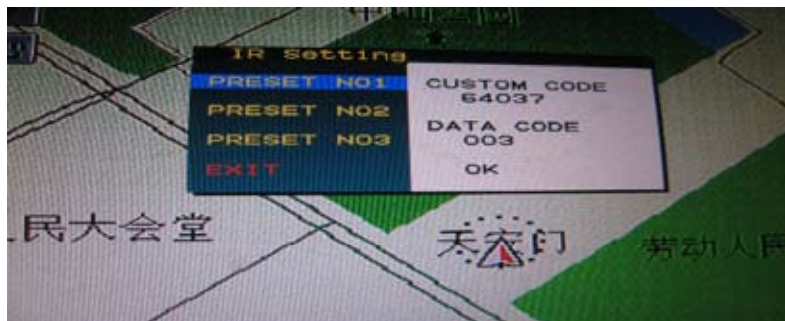 IR Setting
PRESET NO1
PRESET NO2
PRESET NO3
EXIT
CUSTOM CODE
64037
DATA CODE
003
OK
民大会堂
天安门
劳动人民